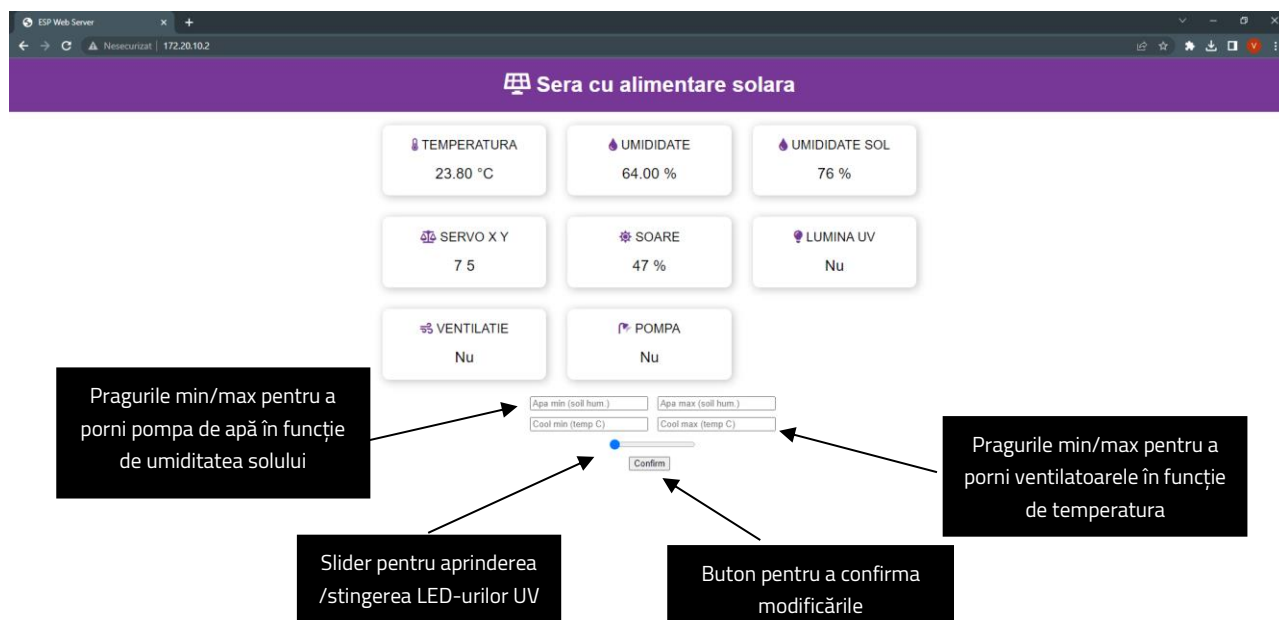 ESP Web Server
Nesecurizat | 172.20.10.2
V
Sera cu alimentare solara
TEMPERATURA
23.80 °C
UMIDIDATE
64.00 %
UMIDIDATE SOL
76 %
SERVO X Y
7 5
SOARE
47 %
LUMINA UV
Nu
VENTILATIE
Nu
POMPA
Nu
Apa min (soil hum.)
Apa max (soil hum.)
Cool min (temp C)
Cool max (temp C)
Confirm
Pragurile min/max pentru a
porni pompa de apă în funcție
de umiditatea solului
Pragurile min/max pentru a
porni ventilatoarele în funcție
de temperatura
Slider pentru aprinderea
/stingerea LED-urilor UV
Buton pentru a confirma
modificările